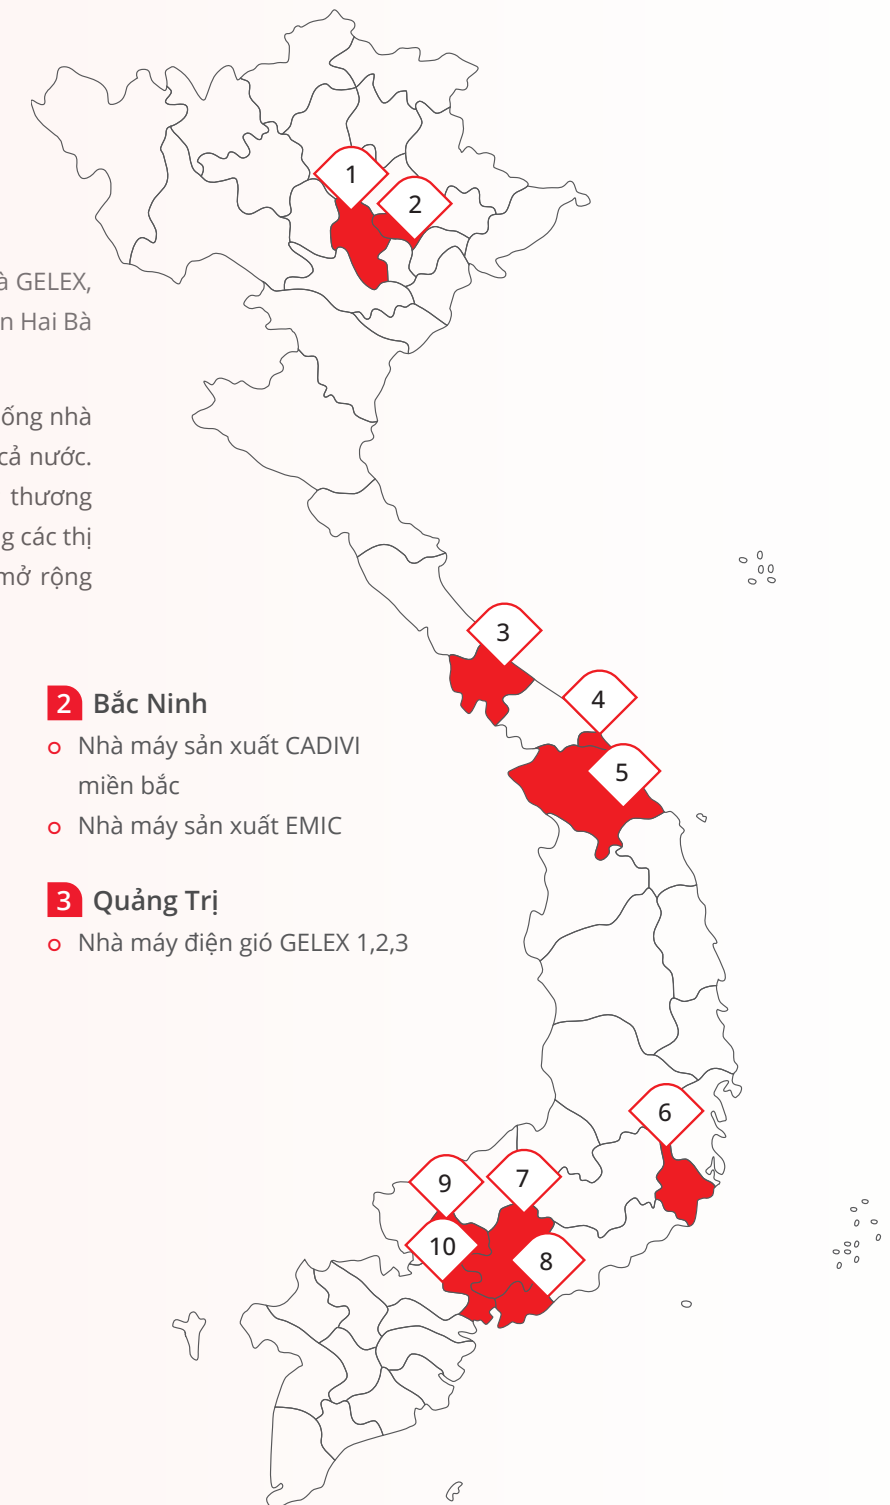 à GELEX,
n Hai Bà
ống nhà
cả nước.
thương
g các thị
mở rộng
2 Bắc Ninh
Nhà máy sản xuất CADIVI
miền bắc
Nhà máy sản xuất EMIC
3 Quảng Trị
Nhà máy điện gió GELEX 1,2,3
1
2
3
4
5
6
7
9
10
8